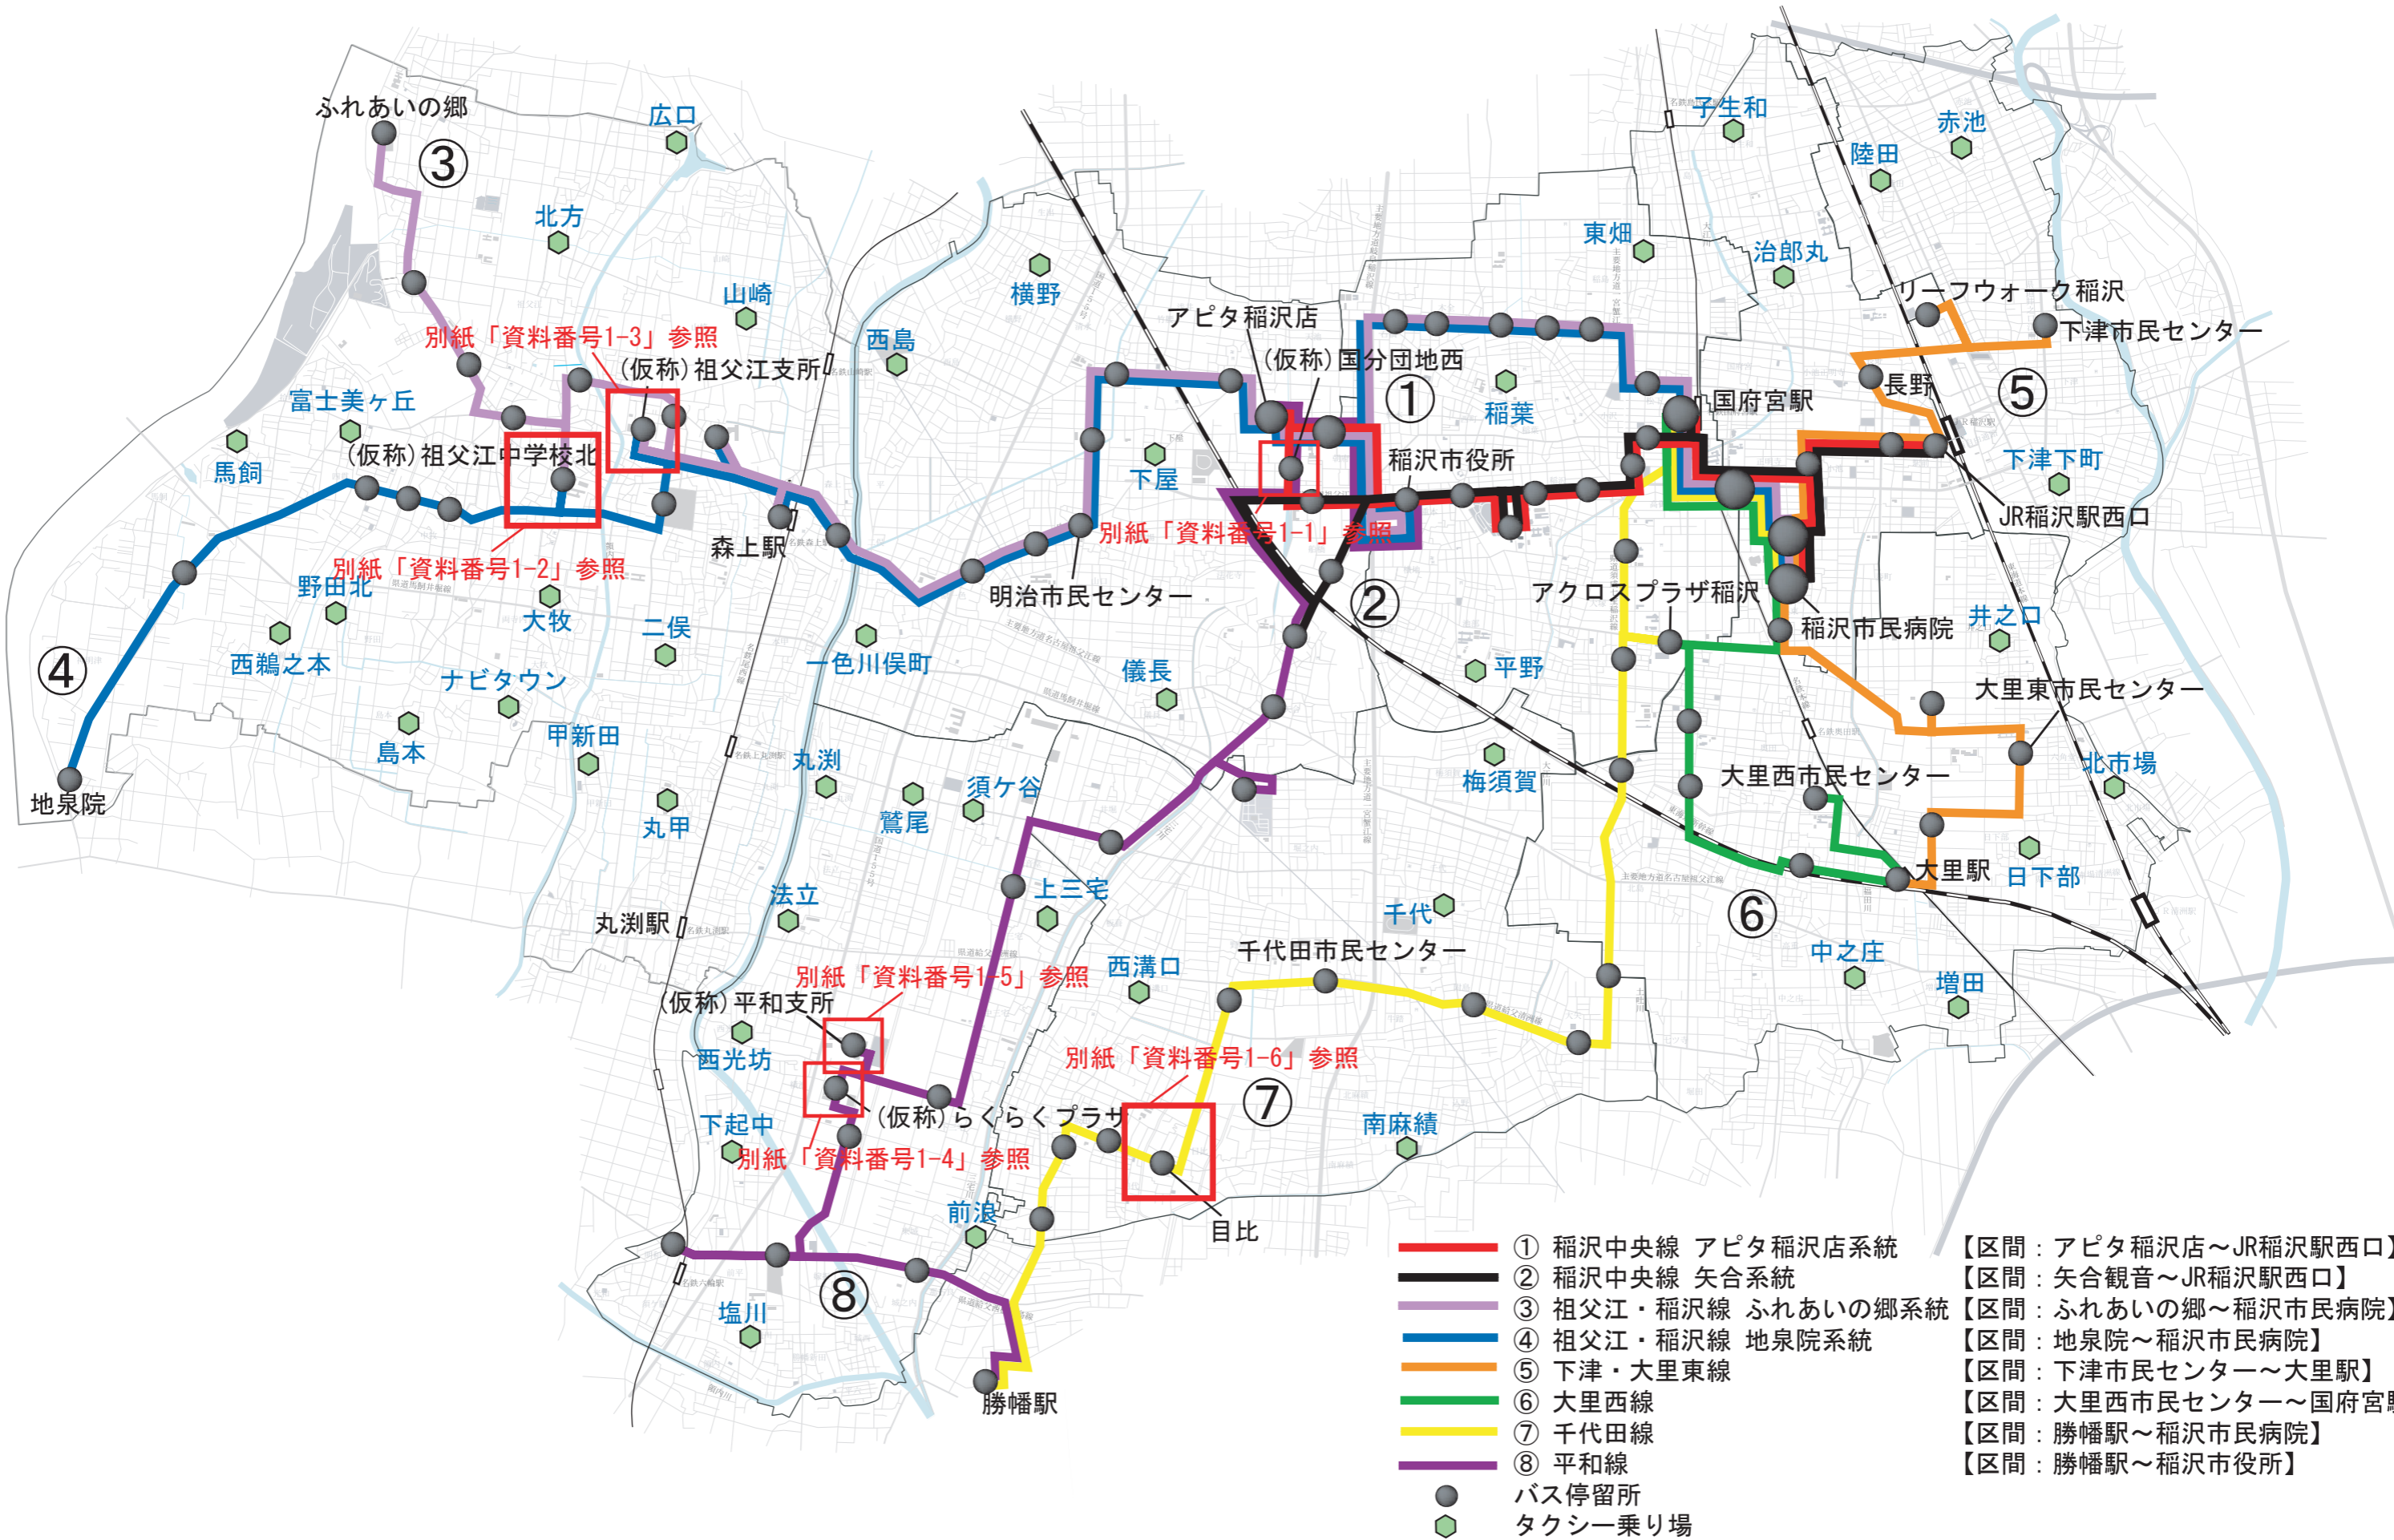 ふれあいの郷
③
広口
子生和
赤池
陸田
北方
東畑
治郎丸
横野
山崎
リーフウォーク稲沢
アピタ稲沢店
下津市民センター
別紙「資料番号1-3」参照
西島
(仮称)国分団地西
(仮称)祖父江支所
①
長野
⑤
富士美ヶ丘
稲葉
国府宮駅
(仮称)祖父江中学校北
馬飼
下屋
稲沢市役所
下津下町
JR稲沢駅西口
別紙「資料番号1-1」参照
森上駅
別紙「資料番号1-2」参照
野田北
明治市民センター
アクロスプラザ稲沢
②
大牧
二俣
井之口
稲沢市民病院
西鵜之本
一色川俣町
④
ナビタウン
儀長
平野
大里東市民センター
島本
甲新田
丸渕
須ケ谷
梅須賀
大里西市民センター
北市場
地泉院
丸甲
鷲尾
大里駅
日下部
法立
上三宅
千代
⑥
丸渕駅
千代田市民センター
中之庄
西溝口
増田
別紙「資料番号1-5」参照
(仮称)平和支所
西光坊
別紙「資料番号1-6」参照
⑦
(仮称)らくらくプラザ
下起中
南麻績
別紙「資料番号1-4」参照
前浪
目比
⑧
塩川
勝幡駅
① 稲沢中央線 アピタ稲沢店系統 【区間：アピタ稲沢店～JR稲沢駅西口】
② 稲沢中央線 矢合系統 【区間：矢合観音～JR稲沢駅西口】
③ 祖父江・稲沢線 ふれあいの郷系統 【区間：ふれあいの郷～稲沢市民病院】
④ 祖父江・稲沢線 地泉院系統 【区間：地泉院～稲沢市民病院】
⑤ 下津・大里東線 【区間：下津市民センター～大里駅】
⑥ 大里西線 【区間：大里西市民センター～国府宮駅
⑦ 千代田線 【区間：勝幡駅～稲沢市民病院】
⑧ 平和線 【区間：勝幡駅～稲沢市役所】
バス停留所
タクシー乗り場